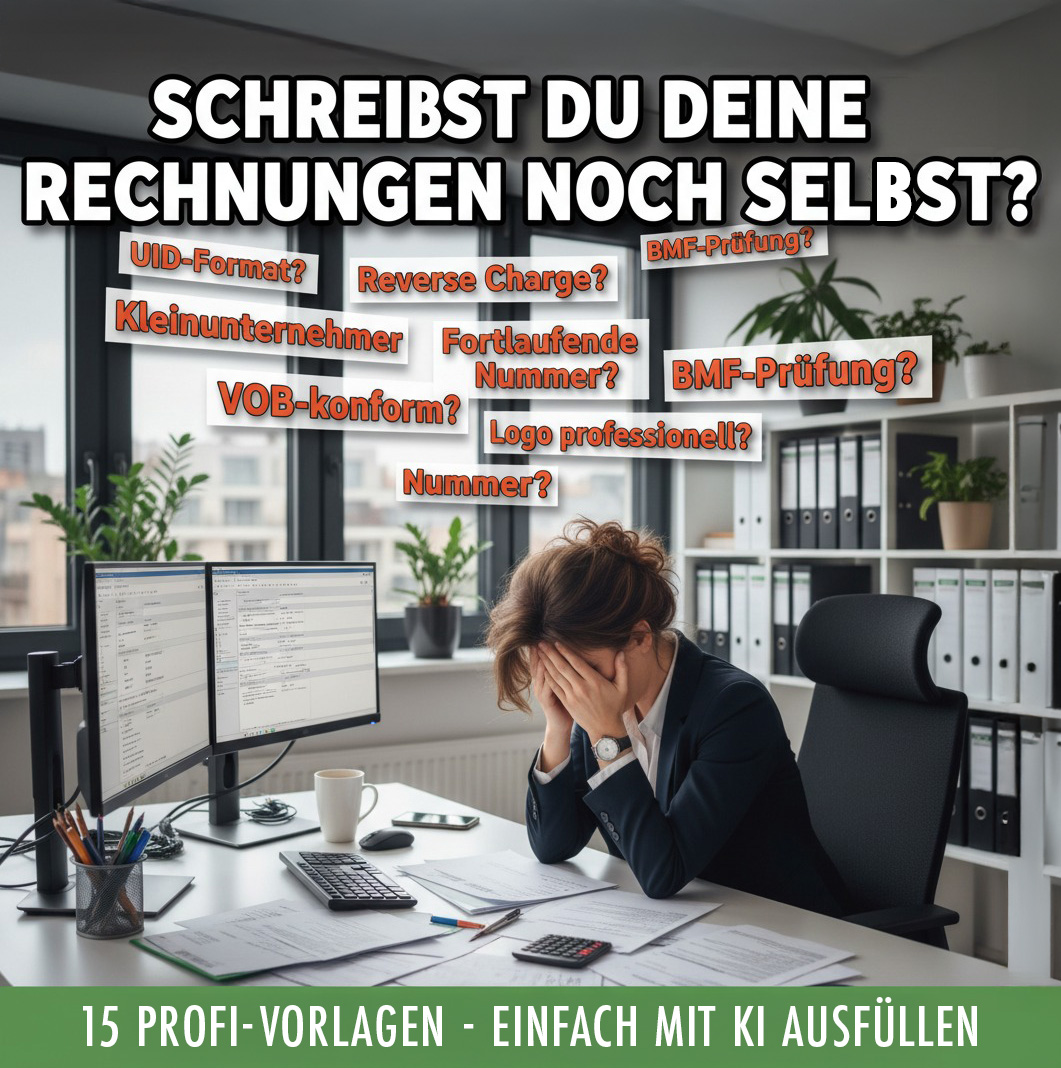 SCHREIBST DU DEINE
RECHNUNGEN NOCH SELBST?
BMF-Prüfung?
UID-Format?
Reverse Charge?
Kleinunternehmer
Fortlaufende
Nummer?
BMF-Prüfung?
VOB-konform?
Logo professionell?
Nummer?
15 PROFI-VORLAGEN - EINFACH MIT KI AUSFÜLLEN